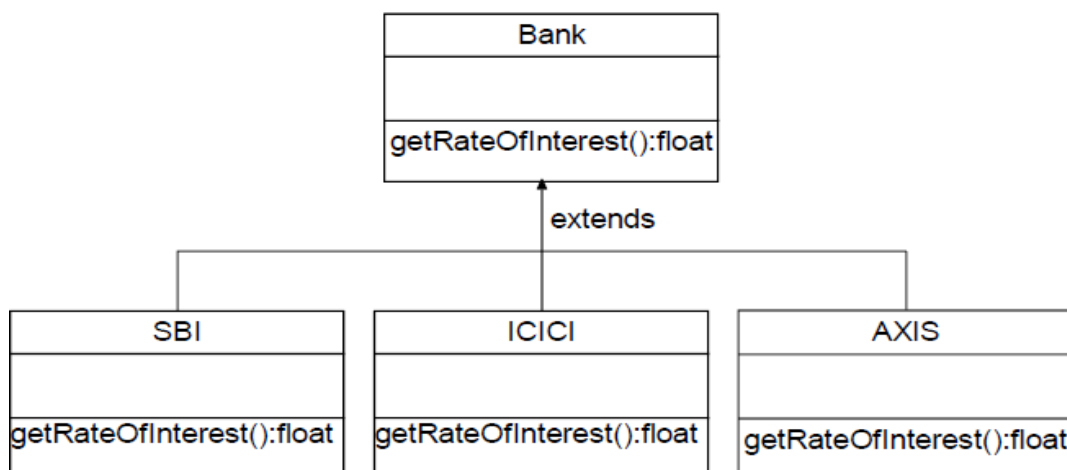 Bank
getRateOfInterest():float
extends
SBI
ICICI
AXIS
getRateOfInterest():float
getRateOfInterest():float
getRateOfInterest():float